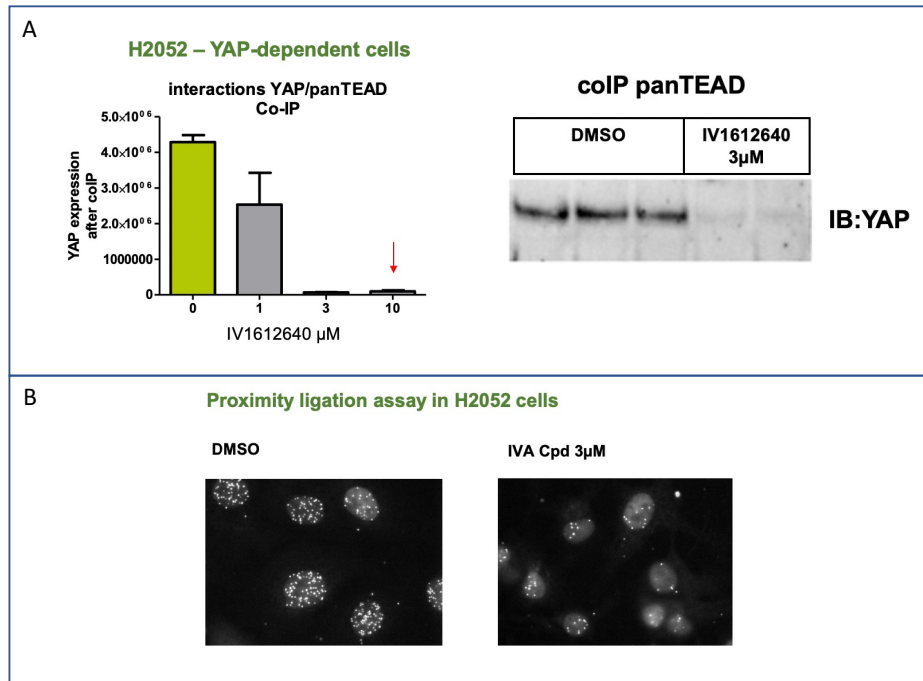 A
H2052 – YAP-dependent cells
interactions YAP/panTEAD
Co-IP
YAP expression
after coIP
5.0×10⁰⁶
4.0×10⁰⁶
3.0×10⁰⁶
2.0×10⁰⁶
1000000
0
0 1 3 10
IV1612640 µM
coIP panTEAD
DMSO
IV1612640
3µM
IB:YAP
B
Proximity ligation assay in H2052 cells
DMSO
IVA Cpd 3µM